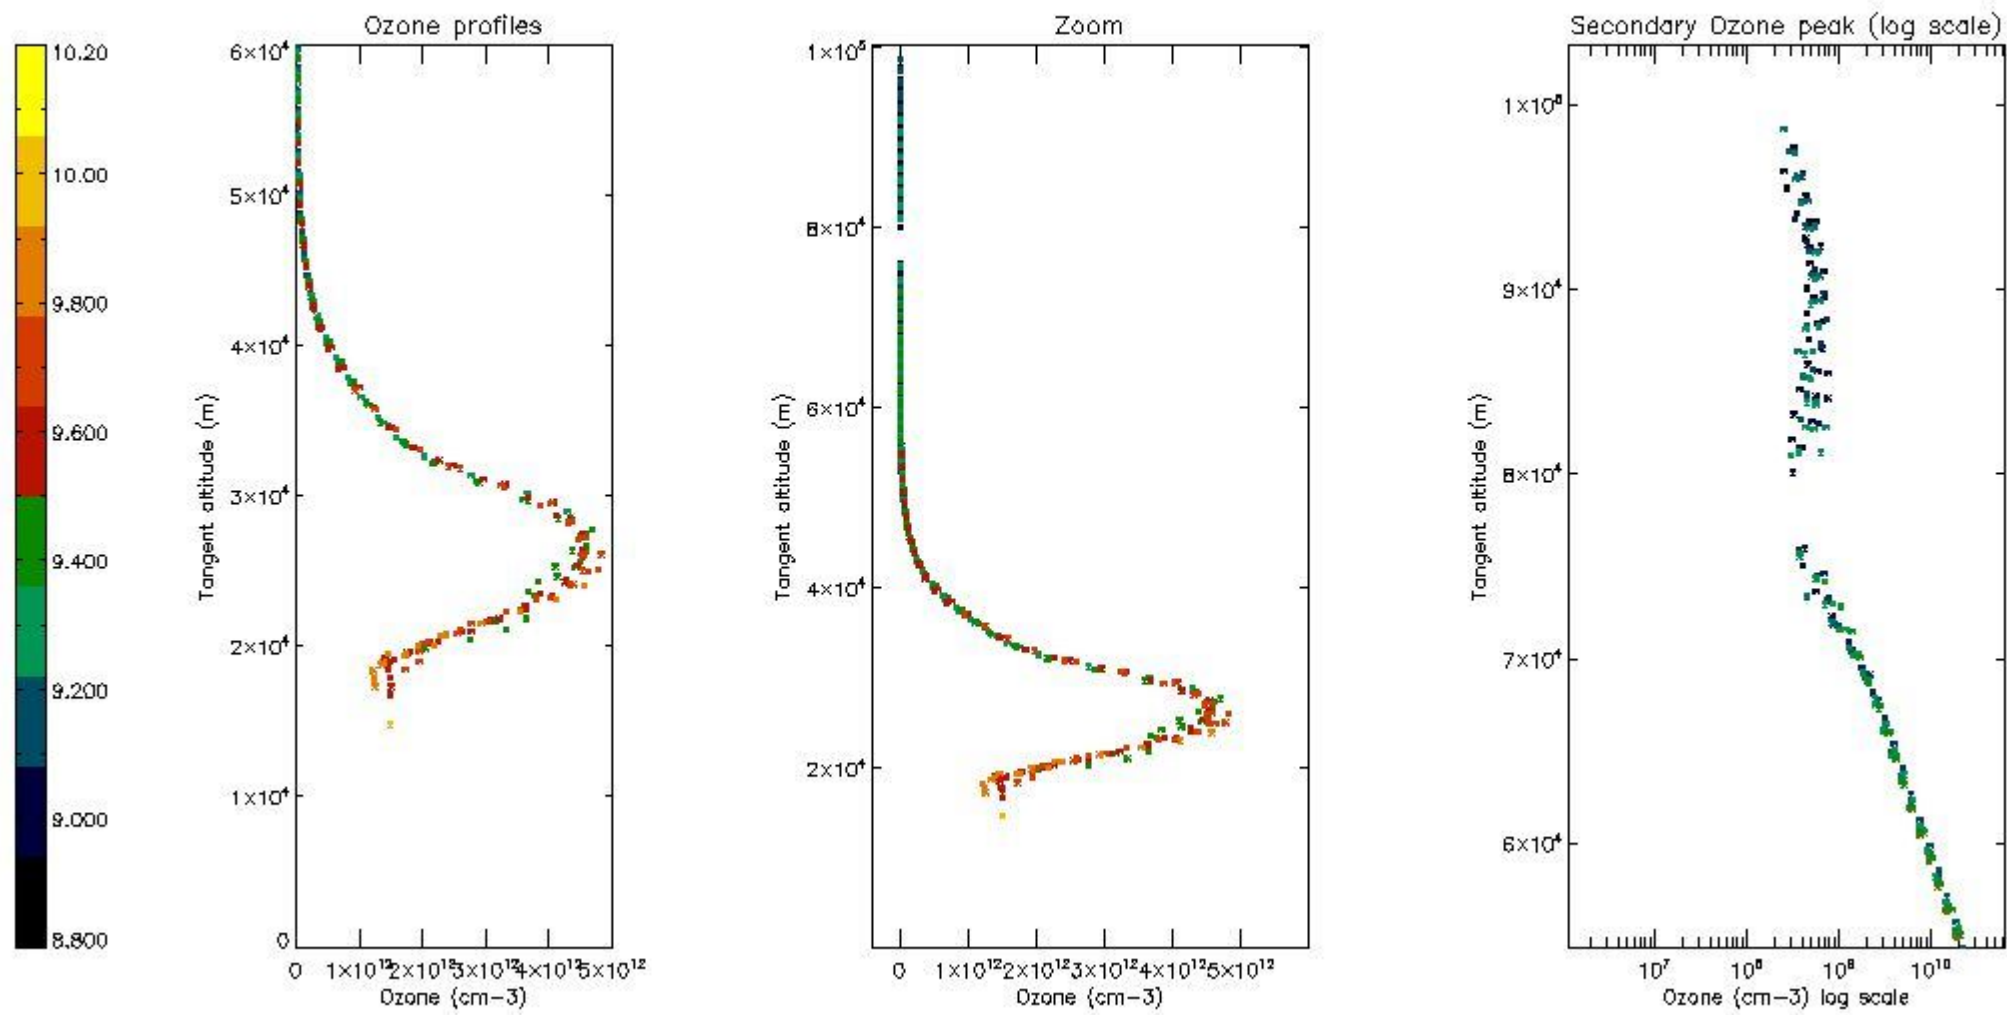 Ozone profiles
Zoom
Secondary Ozone peak (log scale)
10.20
10.00
9.800
9.600
9.400
9.200
9.000
8.800
6×10⁴
5×10⁴
4×10⁴
3×10⁴
2×10⁴
1×10⁴
0
Tangent altitude (m)
0 1×10¹² 2×10¹² 3×10¹² 4×10¹² 5×10¹²
Ozone (cm−3)
1×10⁵
8×10⁴
6×10⁴
4×10⁴
2×10⁴
Tangent altitude (m)
0 1×10¹² 2×10¹² 3×10¹² 4×10¹² 5×10¹²
Ozone (cm−3)
9×10⁴
8×10⁴
7×10⁴
6×10⁴
Tangent altitude (m)
10⁷ 10¹⁰
Ozone (cm−3) log scale